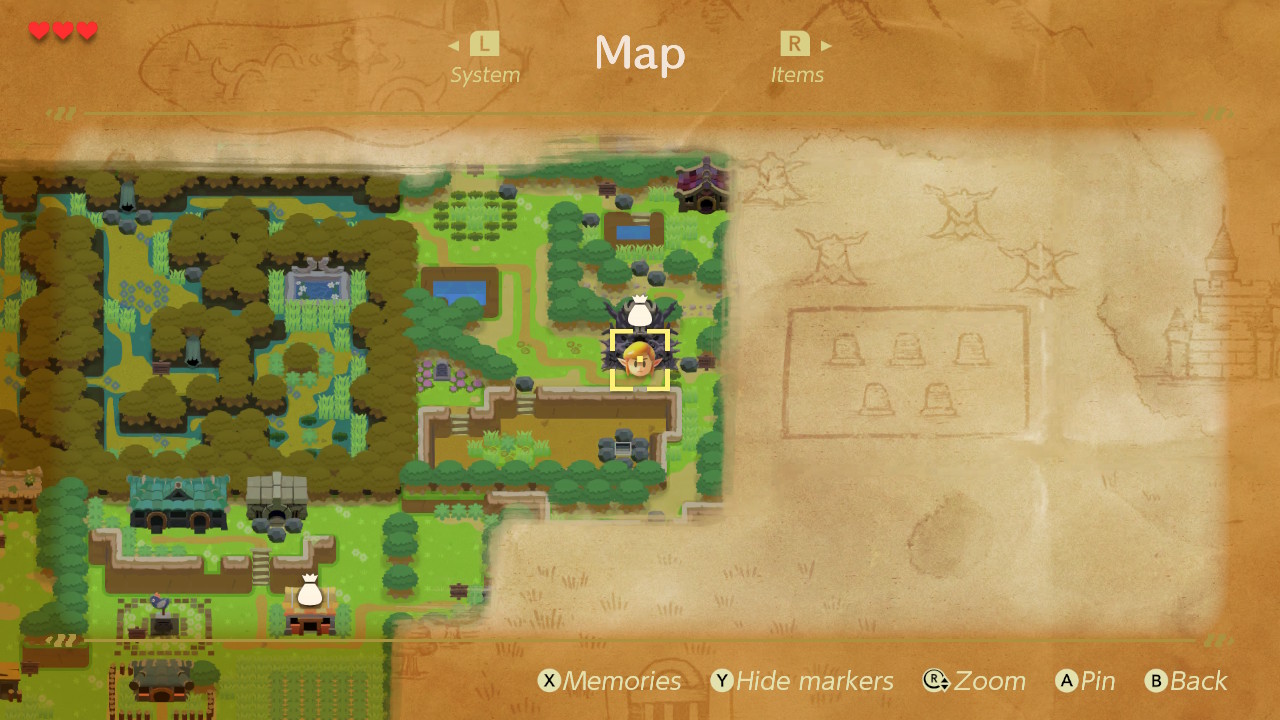 L
Map
R
System
Items
X Memories
Y Hide markers
R Zoom
A Pin
B Back